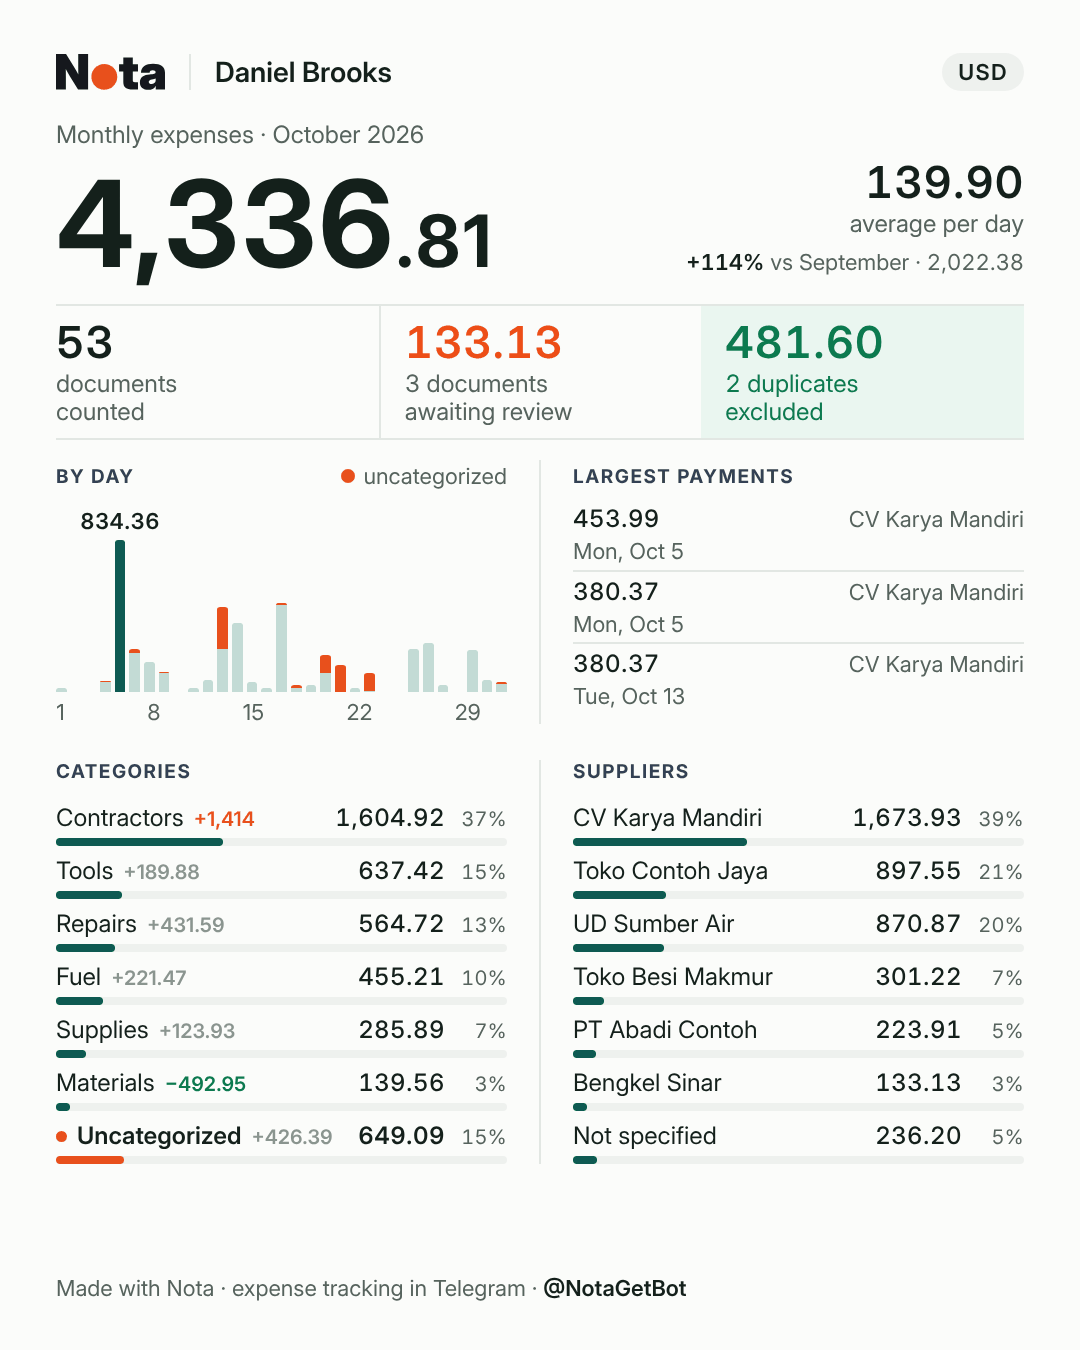 Nota
Daniel Brooks
USD
Monthly expenses · October 2026
4,336.81
139.90
average per day
+114% vs September · 2,022.38
53
documents
counted
133.13
3 documents
awaiting review
481.60
2 duplicates
excluded
BY DAY
uncategorized
834.36
1 8 15 22 29
LARGEST PAYMENTS
453.99 CV Karya Mandiri
Mon, Oct 5
380.37 CV Karya Mandiri
Mon, Oct 5
380.37 CV Karya Mandiri
Tue, Oct 13
CATEGORIES
Contractors +1,414 1,604.92 37%
Tools +189.88 637.42 15%
Repairs +431.59 564.72 13%
Fuel +221.47 455.21 10%
Supplies +123.93 285.89 7%
Materials −492.95 139.56 3%
Uncategorized +426.39 649.09 15%
SUPPLIERS
CV Karya Mandiri 1,673.93 39%
Toko Contoh Jaya 897.55 21%
UD Sumber Air 870.87 20%
Toko Besi Makmur 301.22 7%
PT Abadi Contoh 223.91 5%
Bengkel Sinar 133.13 3%
Not specified 236.20 5%
Made with Nota · expense tracking in Telegram · @NotaGetBot